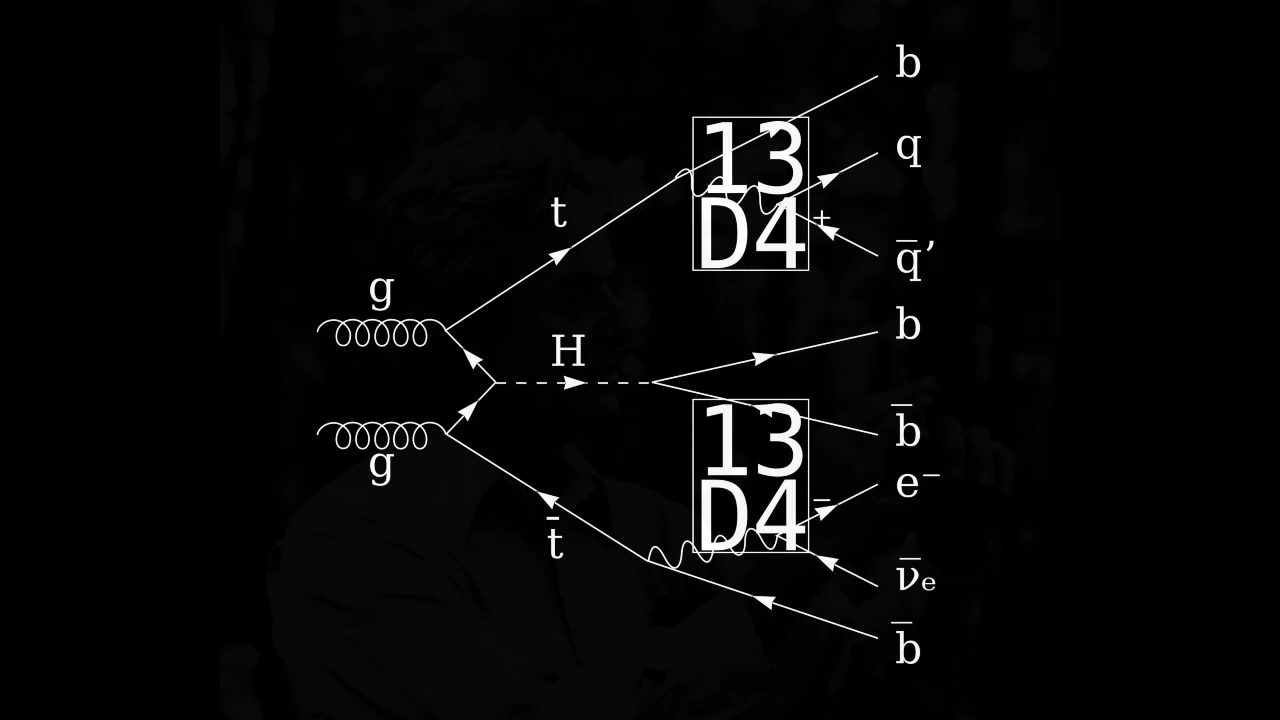 b
q
13
D4
+
t
q̅’
g
b
H
b̅
g
13
D4
−
e−
t̅
ν̅e
b̅